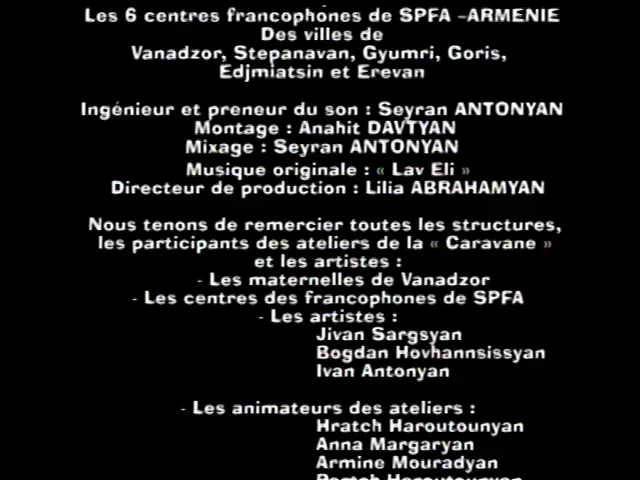 Les 6 centres francophones de SPFA –ARMENIE
Des villes de
Vanadzor, Stepanavan, Gyumri, Goris,
Edjmiatsin et Erevan
Ingénieur et preneur du son : Seyran ANTONYAN
Montage : Anahit DAVTYAN
Mixage : Seyran ANTONYAN
Musique originale : « Lav Eli »
Directeur de production : Lilia ABRAHAMYAN
Nous tenons de remercier toutes les structures,
les participants des ateliers de la « Caravane »
et les artistes :
- Les maternelles de Vanadzor
- Les centres des francophones de SPFA
- Les artistes :
Jivan Sargsyan
Bogdan Hovhannsissyan
Ivan Antonyan
- Les animateurs des ateliers :
Hratch Haroutounyan
Anna Margaryan
Armine Mouradyan